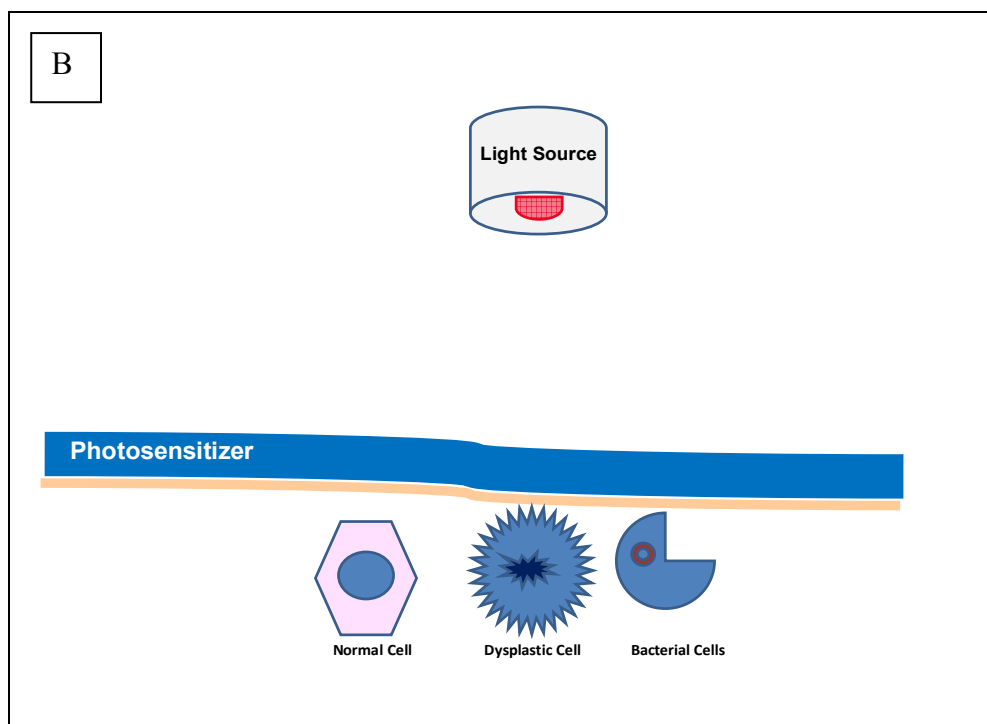 B
Light Source
Photosensitizer
Normal Cell
Dysplastic Cell
Bacterial Cells